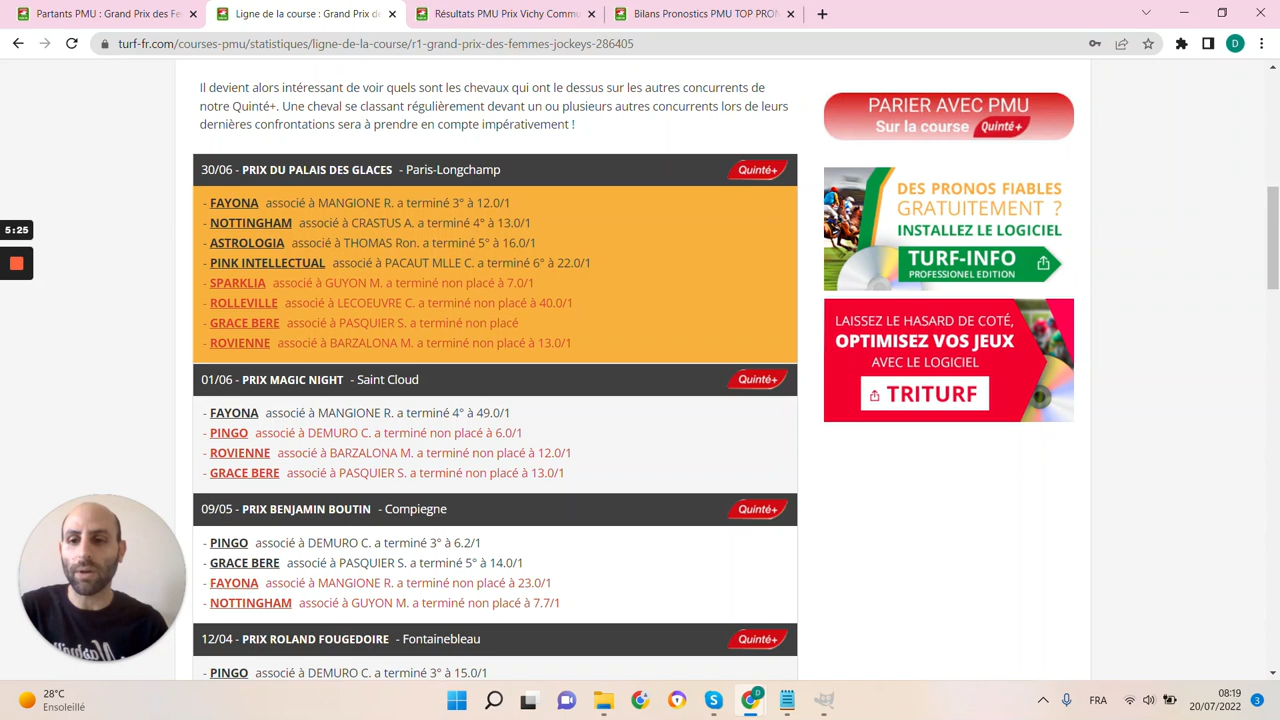 Partants PMU : Grand Prix des Fe
Ligne de la course : Grand Prix de
Résultats PMU Prix Vichy Commu
Bilans Pronostics PMU TOP PRON
turf-fr.com/courses-pmu/statistiques/ligne-de-la-course/r1-grand-prix-des-femmes-jockeys-286405
D
Il devient alors intéressant de voir quels sont les chevaux qui ont le dessus sur les autres concurrents de
notre Quinté+. Une cheval se classant régulièrement devant un ou plusieurs autres concurrents lors de leurs
dernières confrontations sera à prendre en compte impérativement !
30/06 - PRIX DU PALAIS DES GLACES - Paris-Longchamp Quinté+
- FAYONA associé à MANGIONE R. a terminé 3° à 12.0/1
- NOTTINGHAM associé à CRASTUS A. a terminé 4° à 13.0/1
- ASTROLOGIA associé à THOMAS Ron. a terminé 5° à 16.0/1
- PINK INTELLECTUAL associé à PACAUT MLLE C. a terminé 6° à 22.0/1
- SPARKLIA associé à GUYON M. a terminé non placé à 7.0/1
- ROLLEVILLE associé à LECOEUVRE C. a terminé non placé à 40.0/1
- GRACE BERE associé à PASQUIER S. a terminé non placé
- ROVIENNE associé à BARZALONA M. a terminé non placé à 13.0/1
01/06 - PRIX MAGIC NIGHT - Saint Cloud Quinté+
- FAYONA associé à MANGIONE R. a terminé 4° à 49.0/1
- PINGO associé à DEMURO C. a terminé non placé à 6.0/1
- ROVIENNE associé à BARZALONA M. a terminé non placé à 12.0/1
- GRACE BERE associé à PASQUIER S. a terminé non placé à 13.0/1
09/05 - PRIX BENJAMIN BOUTIN - Compiegne Quinté+
- PINGO associé à DEMURO C. a terminé 3° à 6.2/1
- GRACE BERE associé à PASQUIER S. a terminé 5° à 14.0/1
- FAYONA associé à MANGIONE R. a terminé non placé à 23.0/1
- NOTTINGHAM associé à GUYON M. a terminé non placé à 7.7/1
12/04 - PRIX ROLAND FOUGEDOIRE - Fontainebleau Quinté+
- PINGO associé à DEMURO C. a terminé 3° à 15.0/1
PARIER AVEC PMU
Sur la course Quinté+
DES PRONOS FIABLES
GRATUITEMENT ?
INSTALLEZ LE LOGICIEL
TURF-INFO
PROFESSIONEL EDITION
LAISSEZ LE HASARD DE COTÉ,
OPTIMISEZ VOS JEUX
AVEC LE LOGICIEL
TRITURF
5:25
28°C
Ensoleillé
D
FRA
08:19
20/07/2022
3